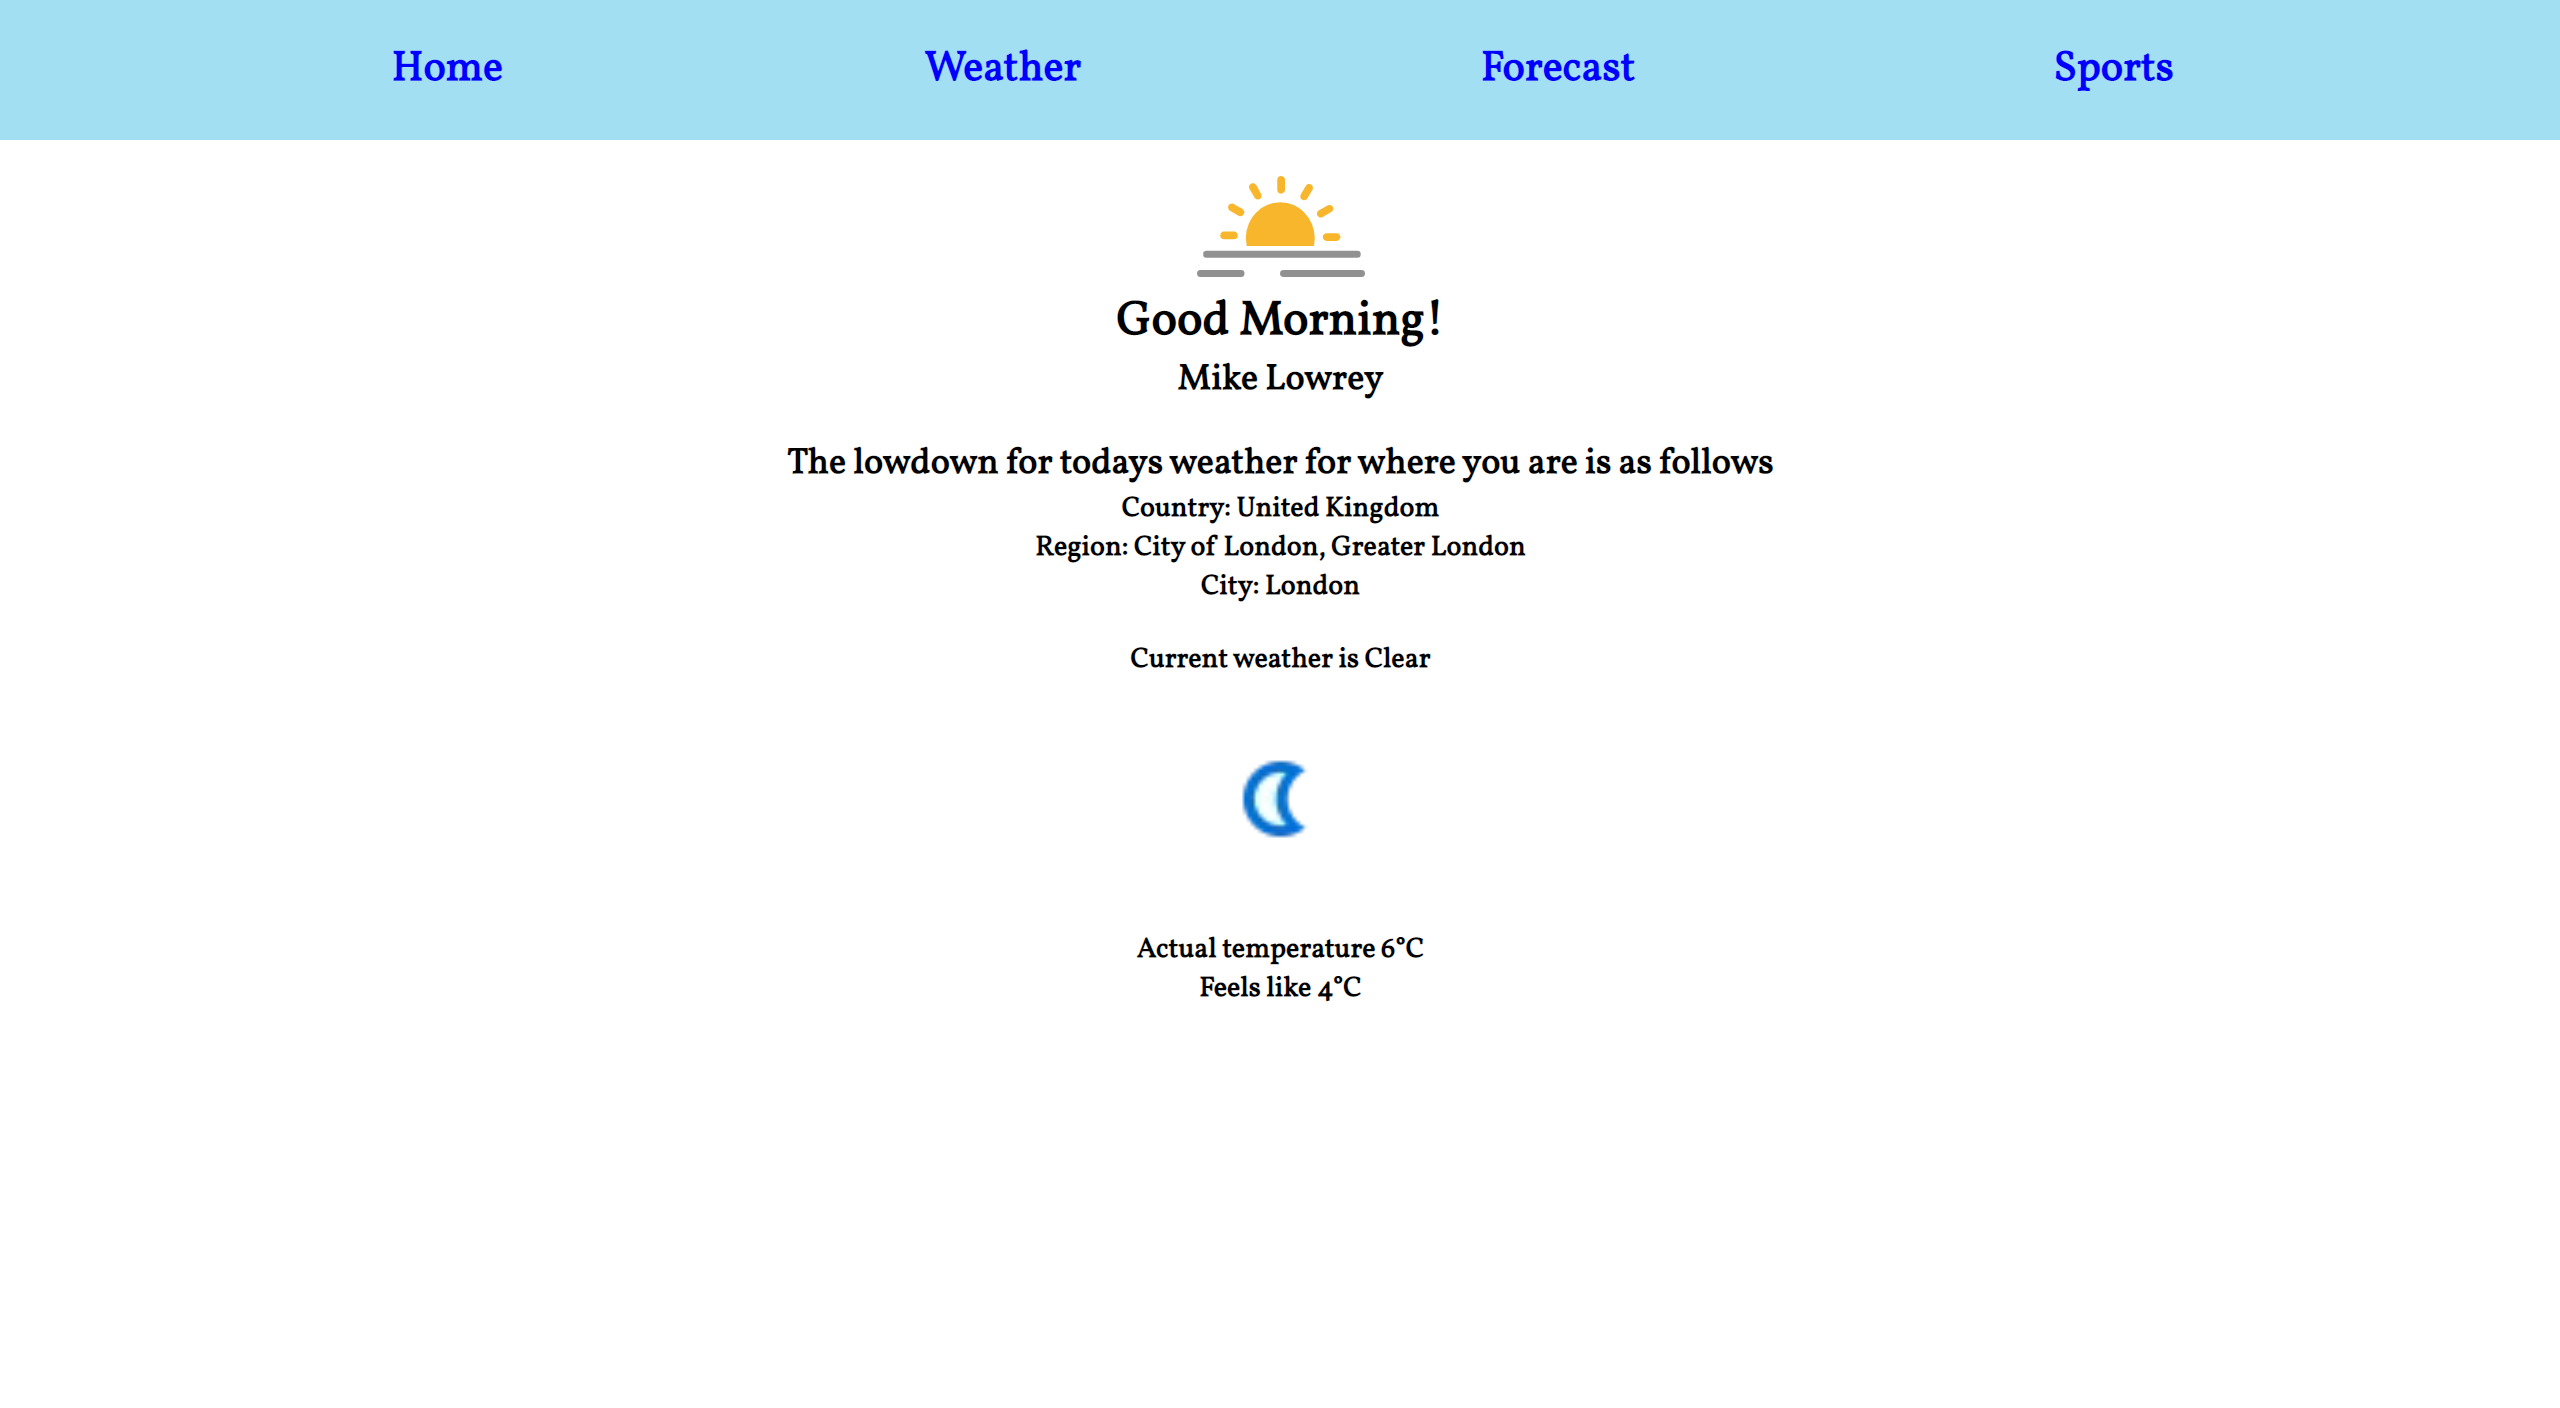 Home Weather Forecast Sports
Good Morning!
Mike Lowrey
The lowdown for todays weather for where you are is as follows
Country: United Kingdom
Region: City of London, Greater London
City: London
Current weather is Clear
Actual temperature 6°C
Feels like 4°C